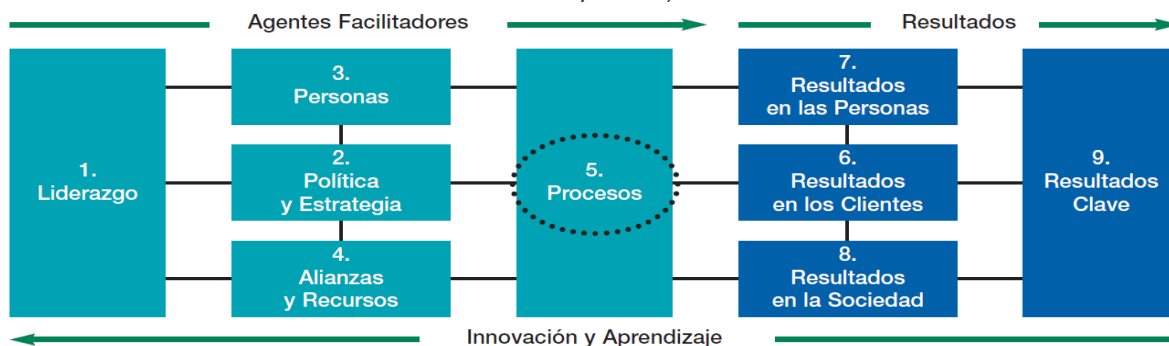 Agentes Facilitadores
Resultados
1.
Liderazgo
3.
Personas
2.
Política
y Estrategia
4.
Alianzas
y Recursos
5.
Procesos
7.
Resultados
en las Personas
6.
Resultados
en los Clientes
8.
Resultados
en la Sociedad
9.
Resultados
Clave
Innovación y Aprendizaje